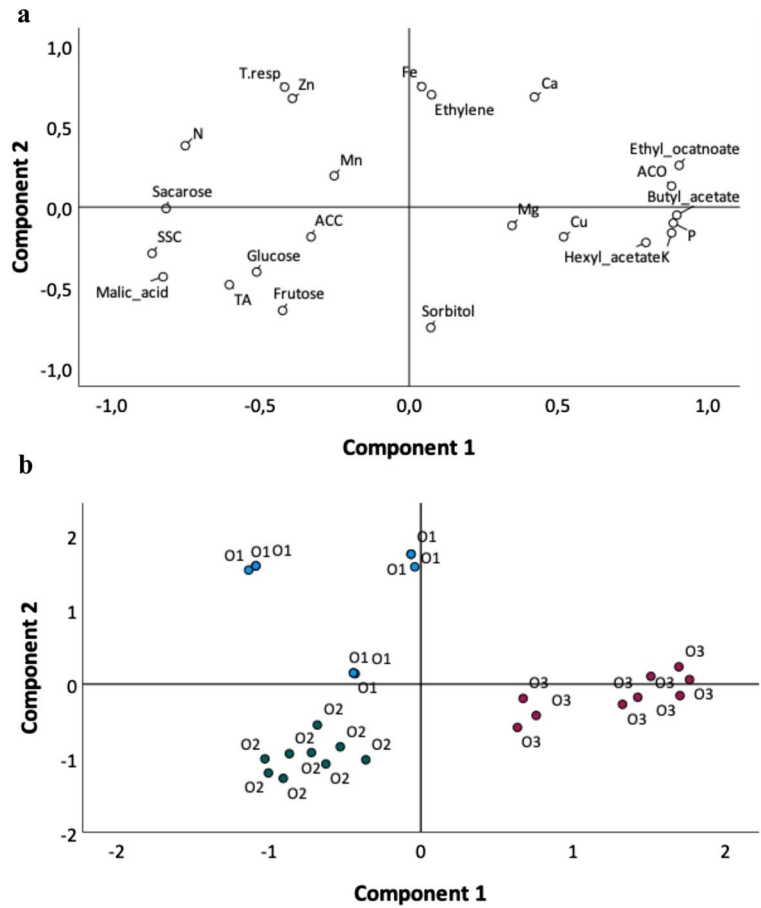 a
1,0
T.resp
Zn
Fe
Ca
Ethylene
0,5
N
Ethyl_ocatnoate
Mn
ACO
Sacarose
Butyl_acetate
0,0
Mg
ACC
Cu
SSC
P
Glucose
Hexyl_acetateK
Malic_acid
-0,5
TA
Frutose
Sorbitol
-1,0
-1,0 -0,5 0,0 0,5 1,0
Component 1
Component 2
b
2
O1
O1 O1 O1
O1
O1
1
O1 O1
O3
O3 O3 O3
0
O1
O3
O3
O2
O3
O2
O3
O2
O3
O2 O2
-1
O2
O2
O2
O2
-2
-2 -1 0 1 2
Component 1
Component 2